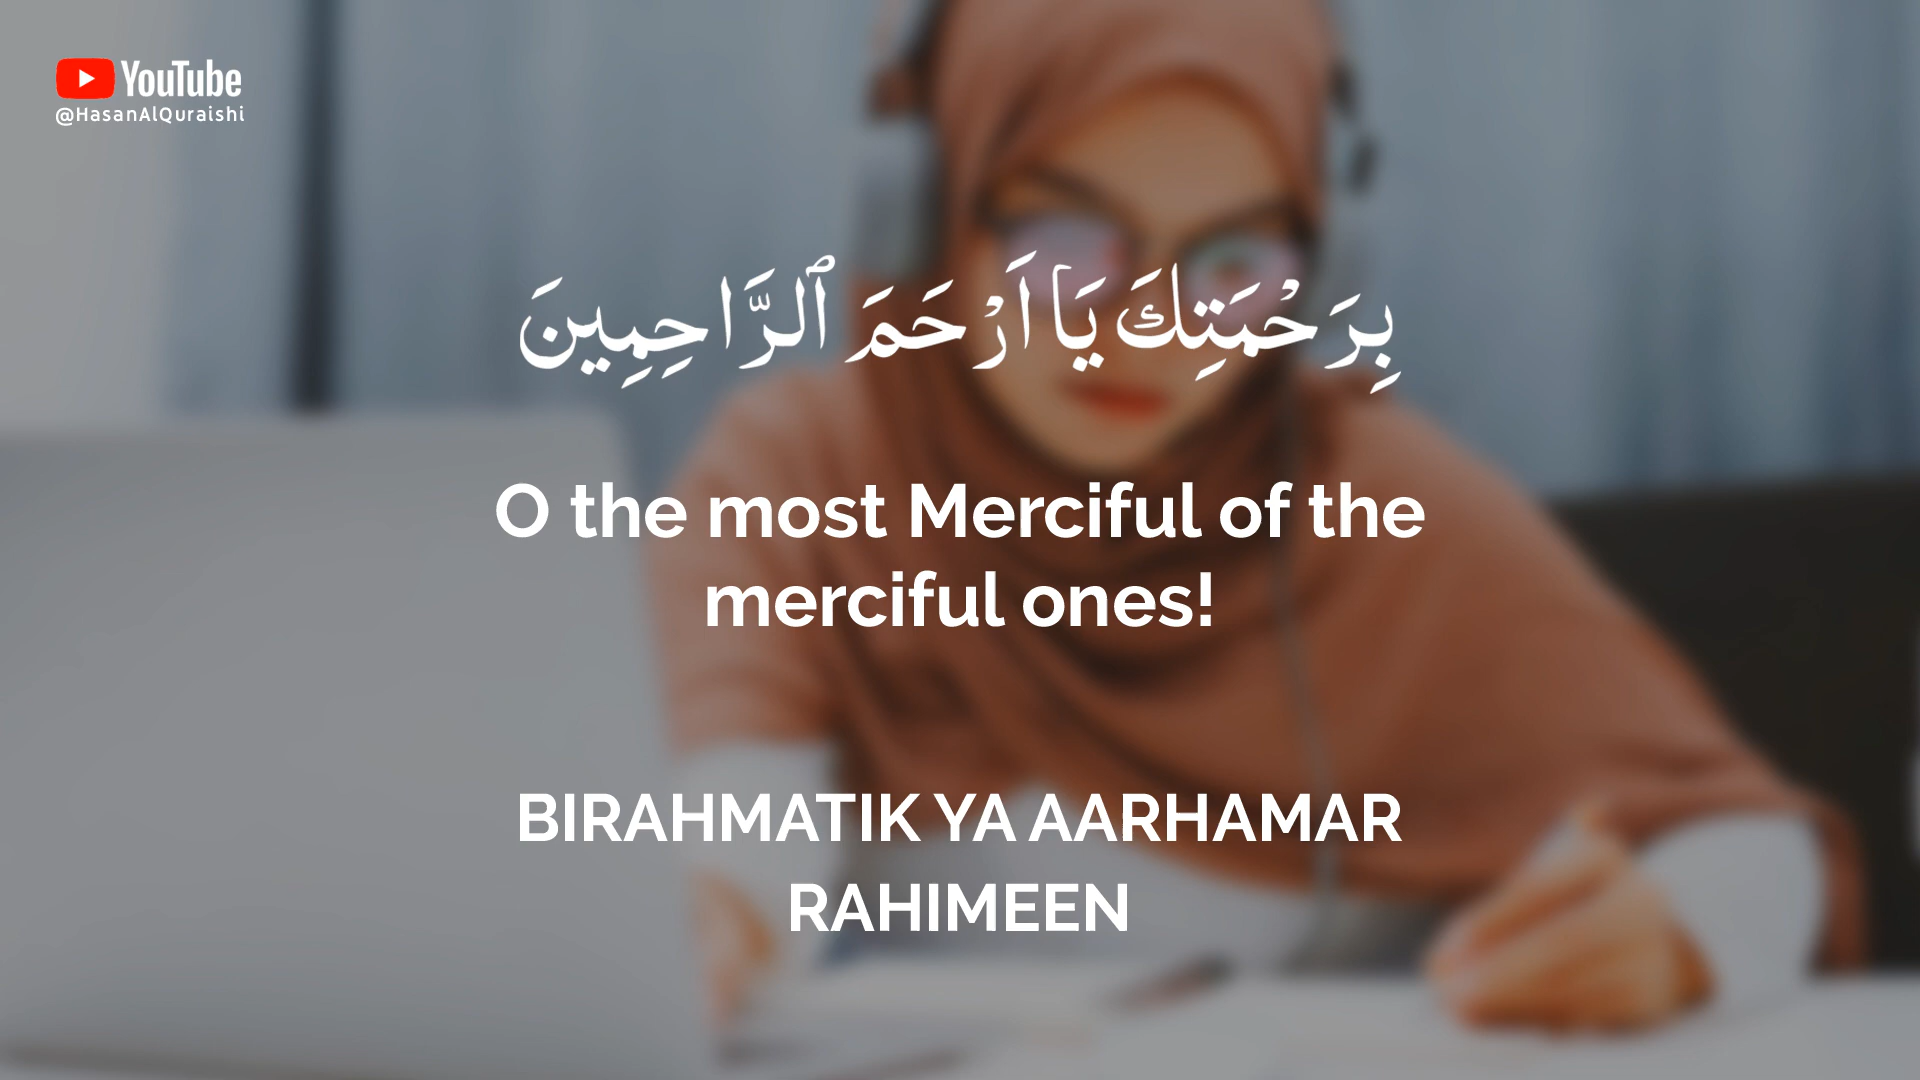 YouTube
@HasanAlQuraishi
بِرَحْمَتِكَ يَا اَرْحَمَ ٱلرَّاحِمِينَ
O the most Merciful of the
merciful ones!
BIRAHMATIK YA AARHAMAR
RAHIMEEN